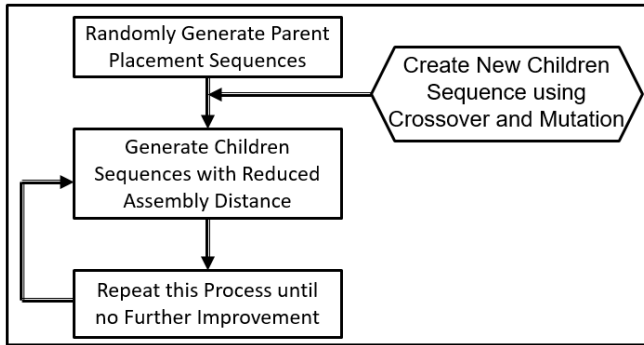 Randomly Generate Parent
Placement Sequences
Create New Children
Sequence using
Crossover and Mutation
Generate Children
Sequences with Reduced
Assembly Distance
Repeat this Process until
no Further Improvement